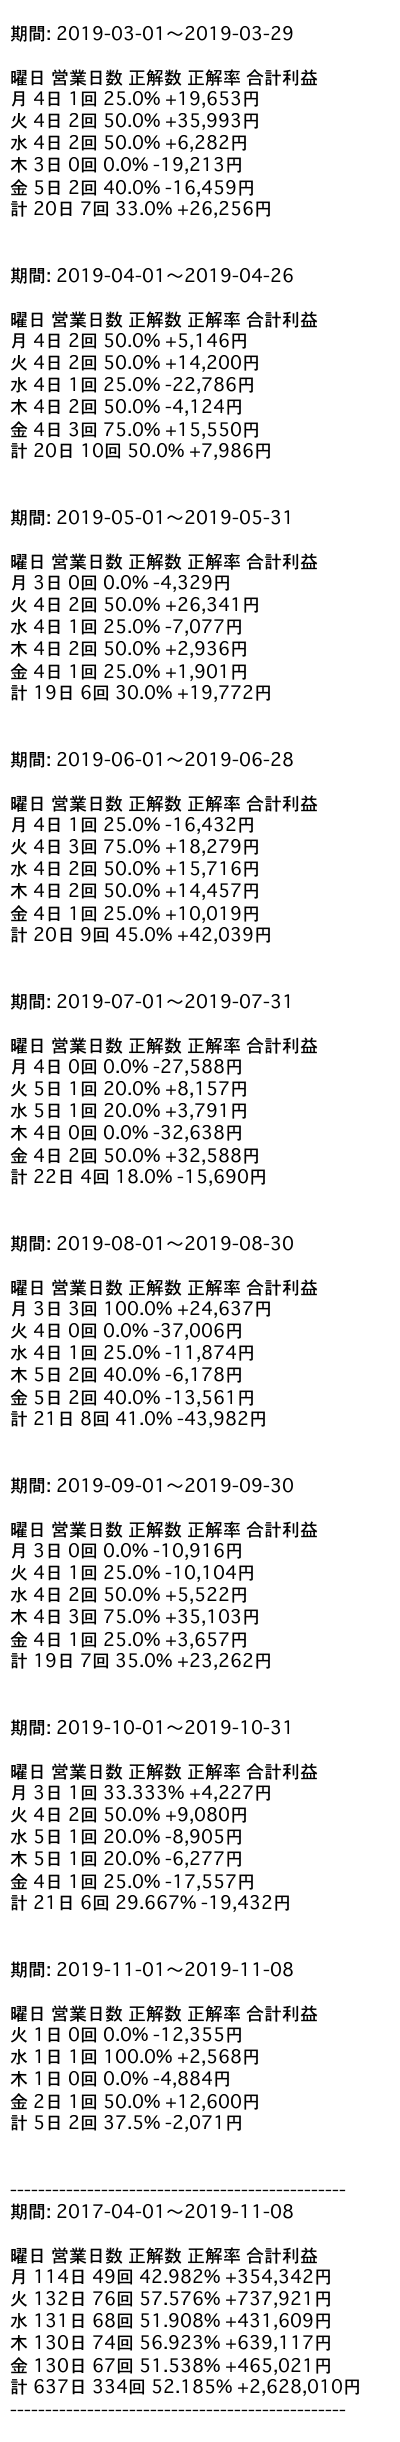 期間: 2019-03-01〜2019-03-29
曜日 営業日数 正解数 正解率 合計利益
月 4日 1回 25.0% +19,653円
火 4日 2回 50.0% +35,993円
水 4日 2回 50.0% +6,282円
木 3日 0回 0.0% -19,213円
金 5日 2回 40.0% -16,459円
計 20日 7回 33.0% +26,256円
期間: 2019-04-01〜2019-04-26
曜日 営業日数 正解数 正解率 合計利益
月 4日 2回 50.0% +5,146円
火 4日 2回 50.0% +14,200円
水 4日 1回 25.0% -22,786円
木 4日 2回 50.0% -4,124円
金 4日 3回 75.0% +15,550円
計 20日 10回 50.0% +7,986円
期間: 2019-05-01〜2019-05-31
曜日 営業日数 正解数 正解率 合計利益
月 3日 0回 0.0% -4,329円
火 4日 2回 50.0% +26,341円
水 4日 1回 25.0% -7,077円
木 4日 2回 50.0% +2,936円
金 4日 1回 25.0% +1,901円
計 19日 6回 30.0% +19,772円
期間: 2019-06-01〜2019-06-28
曜日 営業日数 正解数 正解率 合計利益
月 4日 1回 25.0% -16,432円
火 4日 3回 75.0% +18,279円
水 4日 2回 50.0% +15,716円
木 4日 2回 50.0% +14,457円
金 4日 1回 25.0% +10,019円
計 20日 9回 45.0% +42,039円
期間: 2019-07-01〜2019-07-31
曜日 営業日数 正解数 正解率 合計利益
月 4日 0回 0.0% -27,588円
火 5日 1回 20.0% +8,157円
水 5日 1回 20.0% +3,791円
木 4日 0回 0.0% -32,638円
金 4日 2回 50.0% +32,588円
計 22日 4回 18.0% -15,690円
期間: 2019-08-01〜2019-08-30
曜日 営業日数 正解数 正解率 合計利益
月 3日 3回 100.0% +24,637円
火 4日 0回 0.0% -37,006円
水 4日 1回 25.0% -11,874円
木 5日 2回 40.0% -6,178円
金 5日 2回 40.0% -13,561円
計 21日 8回 41.0% -43,982円
期間: 2019-09-01〜2019-09-30
曜日 営業日数 正解数 正解率 合計利益
月 3日 0回 0.0% -10,916円
火 4日 1回 25.0% -10,104円
水 4日 2回 50.0% +5,522円
木 4日 3回 75.0% +35,103円
金 4日 1回 25.0% +3,657円
計 19日 7回 35.0% +23,262円
期間: 2019-10-01〜2019-10-31
曜日 営業日数 正解数 正解率 合計利益
月 3日 1回 33.333% +4,227円
火 4日 2回 50.0% +9,080円
水 5日 1回 20.0% -8,905円
木 5日 1回 20.0% -6,277円
金 4日 1回 25.0% -17,557円
計 21日 6回 29.667% -19,432円
期間: 2019-11-01〜2019-11-08
曜日 営業日数 正解数 正解率 合計利益
火 1日 0回 0.0% -12,355円
水 1日 1回 100.0% +2,568円
木 1日 0回 0.0% -4,884円
金 2日 1回 50.0% +12,600円
計 5日 2回 37.5% -2,071円
------------------------------------------------
期間: 2017-04-01〜2019-11-08
曜日 営業日数 正解数 正解率 合計利益
月 114日 49回 42.982% +354,342円
火 132日 76回 57.576% +737,921円
水 131日 68回 51.908% +431,609円
木 130日 74回 56.923% +639,117円
金 130日 67回 51.538% +465,021円
計 637日 334回 52.185% +2,628,010円
------------------------------------------------